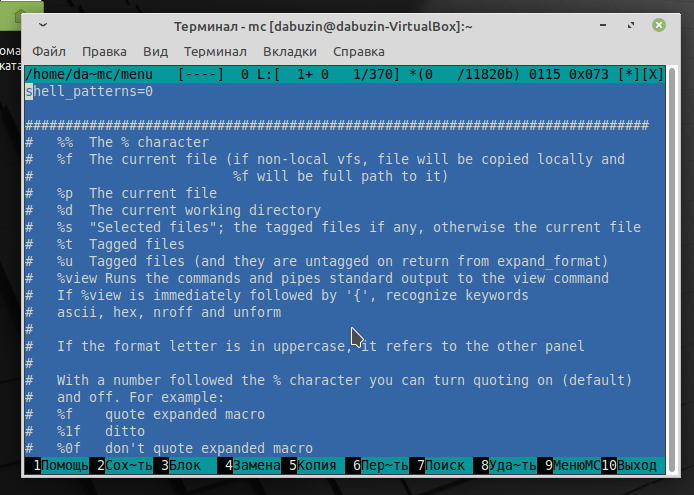 Терминал - mc [dabuzin@dabuzin-VirtualBox]:~
Файл Правка Вид Терминал Вкладки Справка
ома
ката
/home/da~mc/menu   [----]  0 L:[  1+ 0   1/370] *(0   /11820b) 0115 0x073 [*][X]
shell_patterns=0
##############################################################################
#   %%  The % character
#   %f  The current file (if non-local vfs, file will be copied locally and
#                         %f will be full path to it)
#   %p  The current file
#   %d  The current working directory
#   %s  "Selected files"; the tagged files if any, otherwise the current file
#   %t  Tagged files
#   %u  Tagged files (and they are untagged on return from expand_format)
#   %view Runs the commands and pipes standard output to the view command
#   If %view is immediately followed by '{', recognize keywords
#   ascii, hex, nroff and unform
#
#   If the format letter is in uppercase, it refers to the other panel
#
#   With a number followed the % character you can turn quoting on (default)
#   and off. For example:
#   %f    quote expanded macro
#   %1f   ditto
#   %0f   don't quote expanded macro
1Помощь 2Сох~ть 3Блок 4Замена 5Копия 6Пер~ть 7Поиск 8Уда~ть 9МенюMC 10Выход